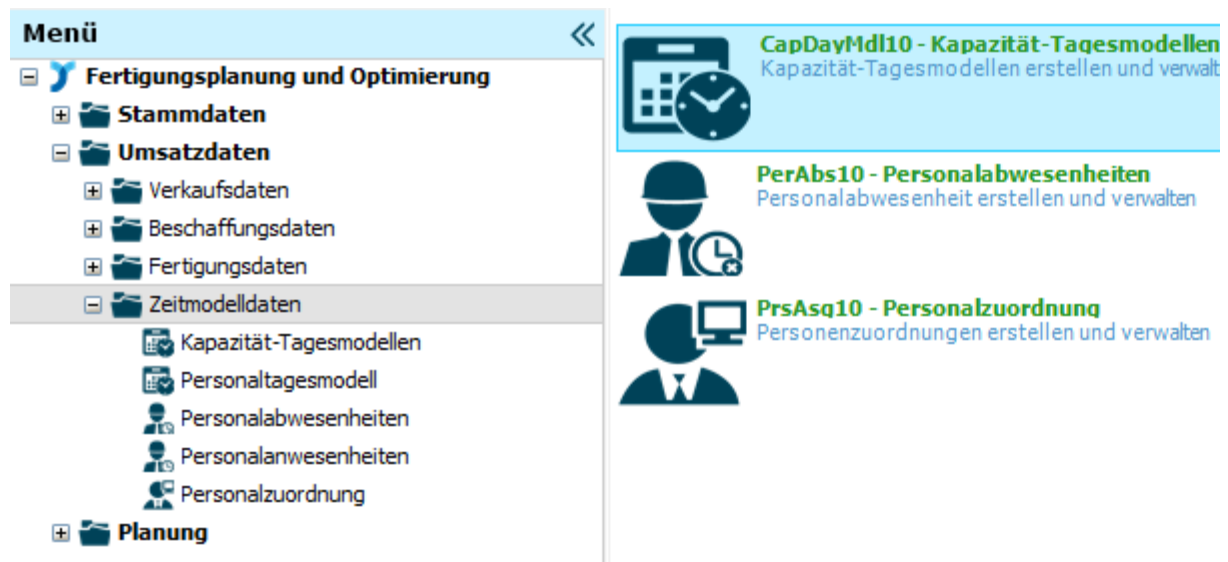 Menü
Fertigungsplanung und Optimierung
Stammdaten
Umsatzdaten
Verkaufsdaten
Beschaffungsdaten
Fertigungsdaten
Zeitmodelldaten
Kapazität-Tagesmodellen
Personaltagesmodell
Personalabwesenheiten
Personalanwesenheiten
Personalzuordnung
Planung
CapDayMdl10 - Kapazität-Tagesmodellen
Kapazität-Tagesmodellen erstellen und verwalt
PerAbs10 - Personalabwesenheiten
Personalabwesenheit erstellen und verwalten
PrsAsg10 - Personalzuordnung
Personenzuordnungen erstellen und verwalten